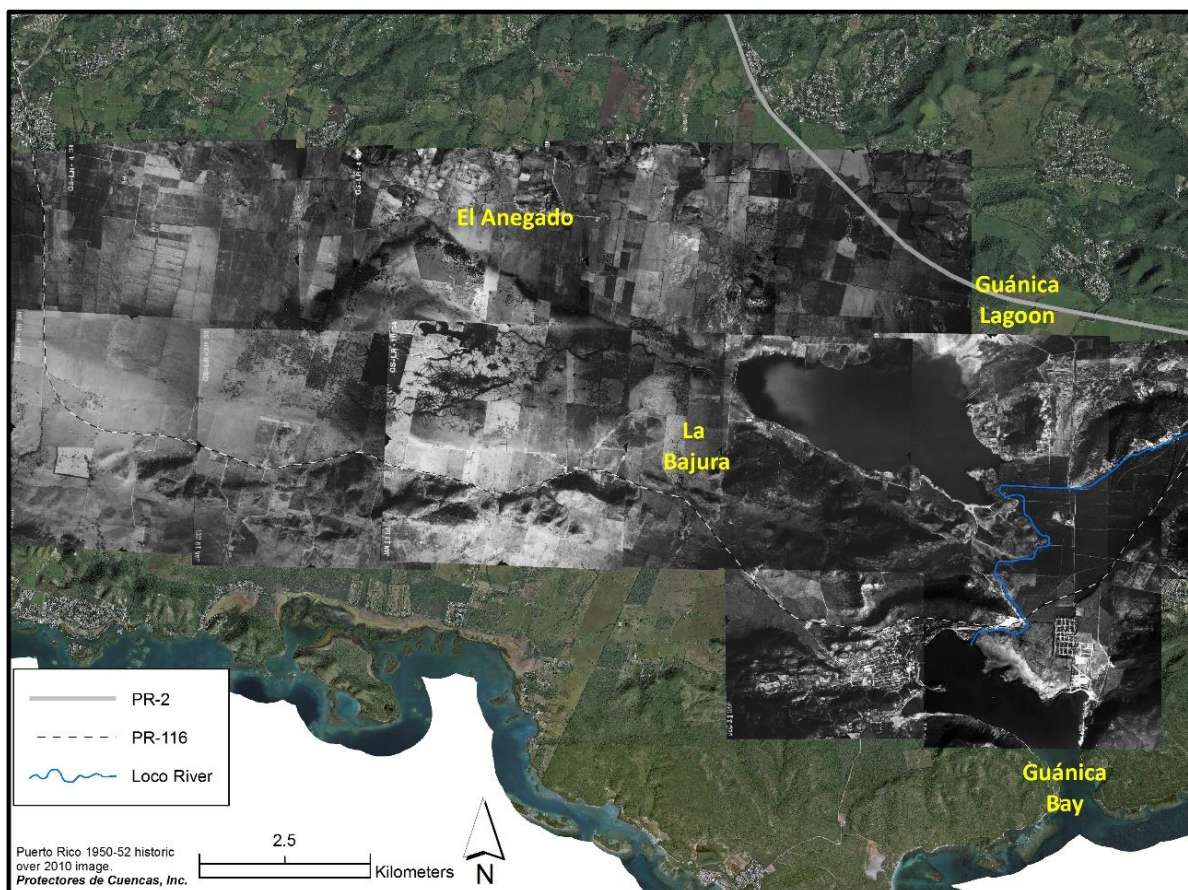 El Anegado
Guánica
Lagoon
La
Bajura
Guánica
Bay
PR-2
PR-116
Loco River
2.5
Kilometers
N
Puerto Rico 1950-52 historic
over 2010 image.
Protectores de Cuencas, Inc.